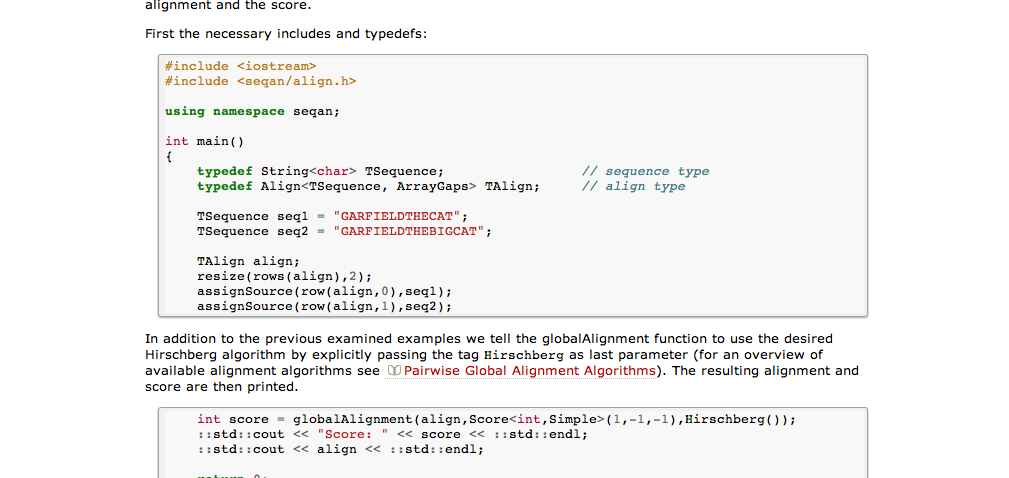 alignment and the score.
First the necessary includes and typedefs:
#include <iostream>
#include <seqan/align.h>
using namespace seqan;
int main()
{
typedef String<char> TSequence; // sequence type
typedef Align<TSequence, ArrayGaps> TAlign; // align type
TSequence seq1 = "GARFIELDTHECAT";
TSequence seq2 = "GARFIELDTHEBIGCAT";
TAlign align;
resize(rows(align),2);
assignSource(row(align,0),seq1);
assignSource(row(align,1),seq2);
In addition to the previous examined examples we tell the globalAlignment function to use the desired
Hirschberg algorithm by explicitly passing the tag Hirschberg as last parameter (for an overview of
available alignment algorithms see Pairwise Global Alignment Algorithms). The resulting alignment and
score are then printed.
int score = globalAlignment(align,Score<int,Simple>(1,-1,-1),Hirschberg());
::std::cout << "Score: " << score << ::std::endl;
::std::cout << align << ::std::endl;